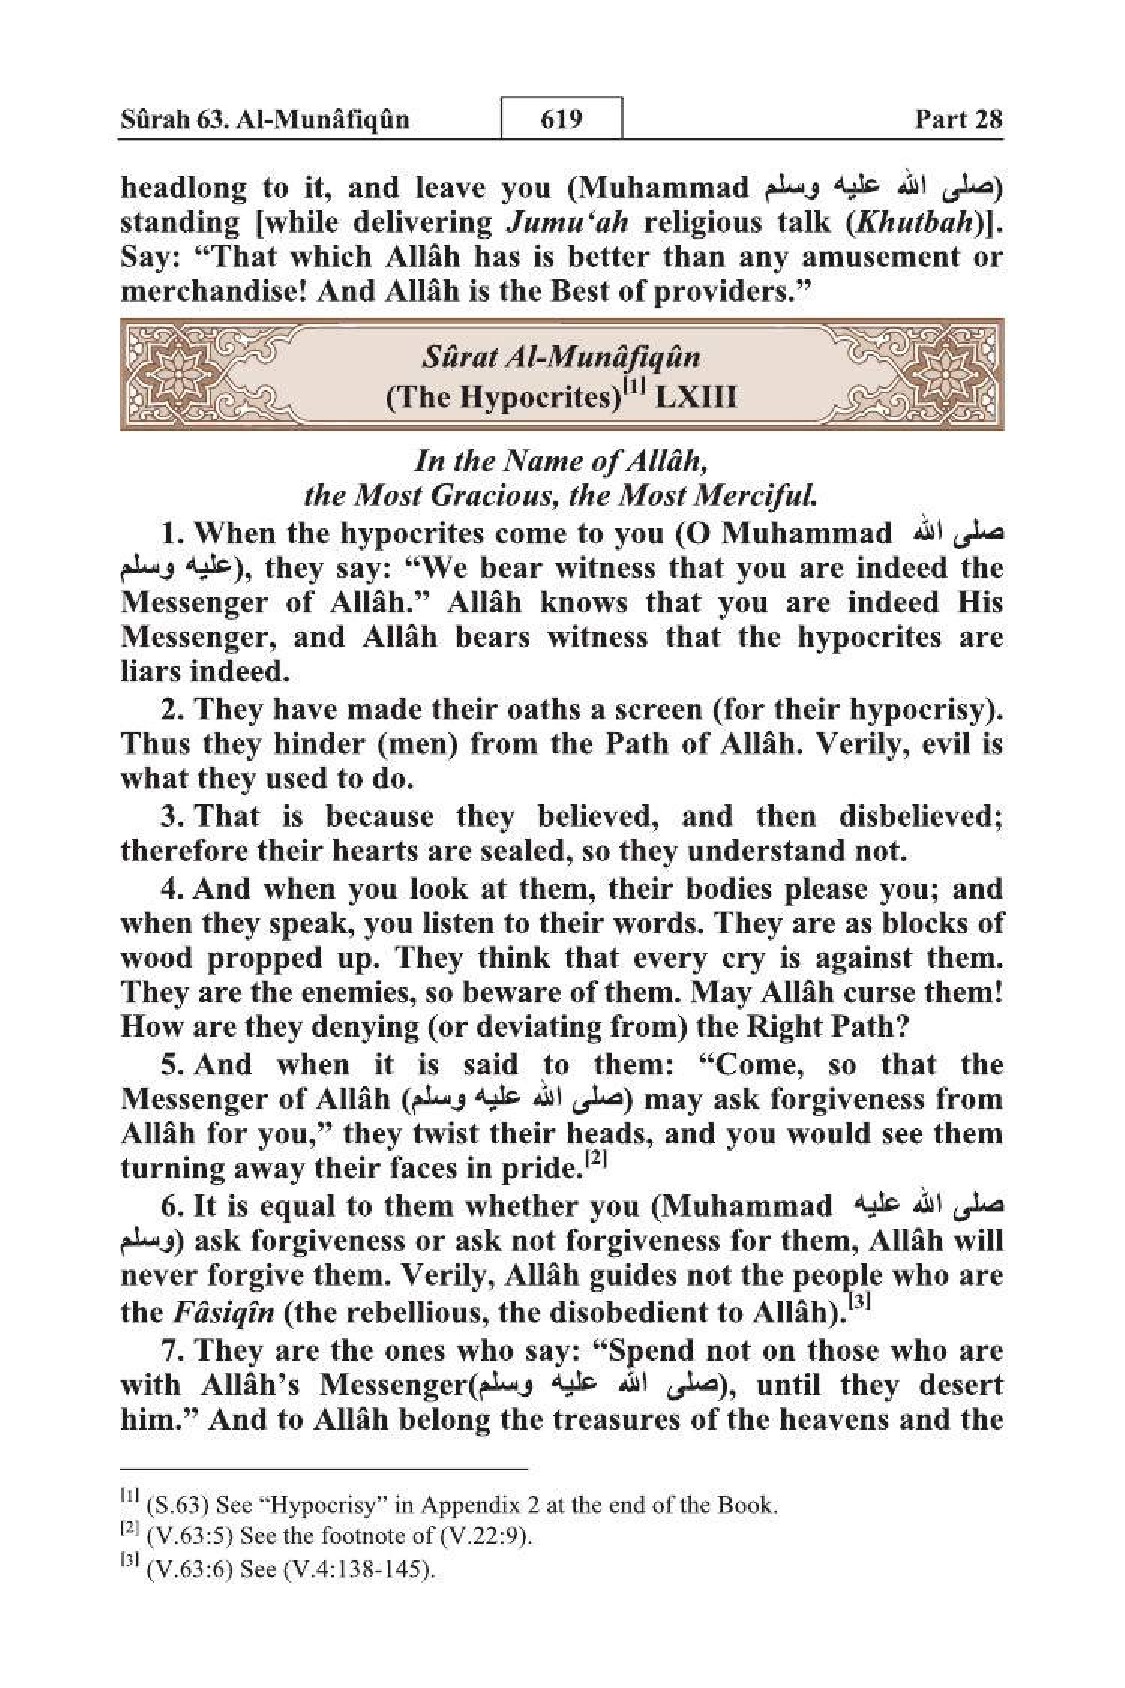 Sûrah 63. Al-Munâfiqûn 619 Part 28
headlong to it, and leave you (Muhammad صلى الله عليه وسلم)
standing [while delivering Jumu‘ah religious talk (Khutbah)].
Say: “That which Allâh has is better than any amusement or
merchandise! And Allâh is the Best of providers.”
Sûrat Al-Munâfiqûn
(The Hypocrites)[1] LXIII
In the Name of Allâh,
the Most Gracious, the Most Merciful.
1. When the hypocrites come to you (O Muhammad صلى الله
عليه وسلم), they say: “We bear witness that you are indeed the
Messenger of Allâh.” Allâh knows that you are indeed His
Messenger, and Allâh bears witness that the hypocrites are
liars indeed.
2. They have made their oaths a screen (for their hypocrisy).
Thus they hinder (men) from the Path of Allâh. Verily, evil is
what they used to do.
3. That is because they believed, and then disbelieved;
therefore their hearts are sealed, so they understand not.
4. And when you look at them, their bodies please you; and
when they speak, you listen to their words. They are as blocks of
wood propped up. They think that every cry is against them.
They are the enemies, so beware of them. May Allâh curse them!
How are they denying (or deviating from) the Right Path?
5. And when it is said to them: “Come, so that the
Messenger of Allâh (صلى الله عليه وسلم) may ask forgiveness from
Allâh for you,” they twist their heads, and you would see them
turning away their faces in pride.[2]
6. It is equal to them whether you (Muhammad صلى الله عليه
وسلم) ask forgiveness or ask not forgiveness for them, Allâh will
never forgive them. Verily, Allâh guides not the people who are
the Fâsiqîn (the rebellious, the disobedient to Allâh).[3]
7. They are the ones who say: “Spend not on those who are
with Allâh’s Messenger(صلى الله عليه وسلم), until they desert
him.” And to Allâh belong the treasures of the heavens and the
[1] (S.63) See “Hypocrisy” in Appendix 2 at the end of the Book.
[2] (V.63:5) See the footnote of (V.22:9).
[3] (V.63:6) See (V.4:138-145).